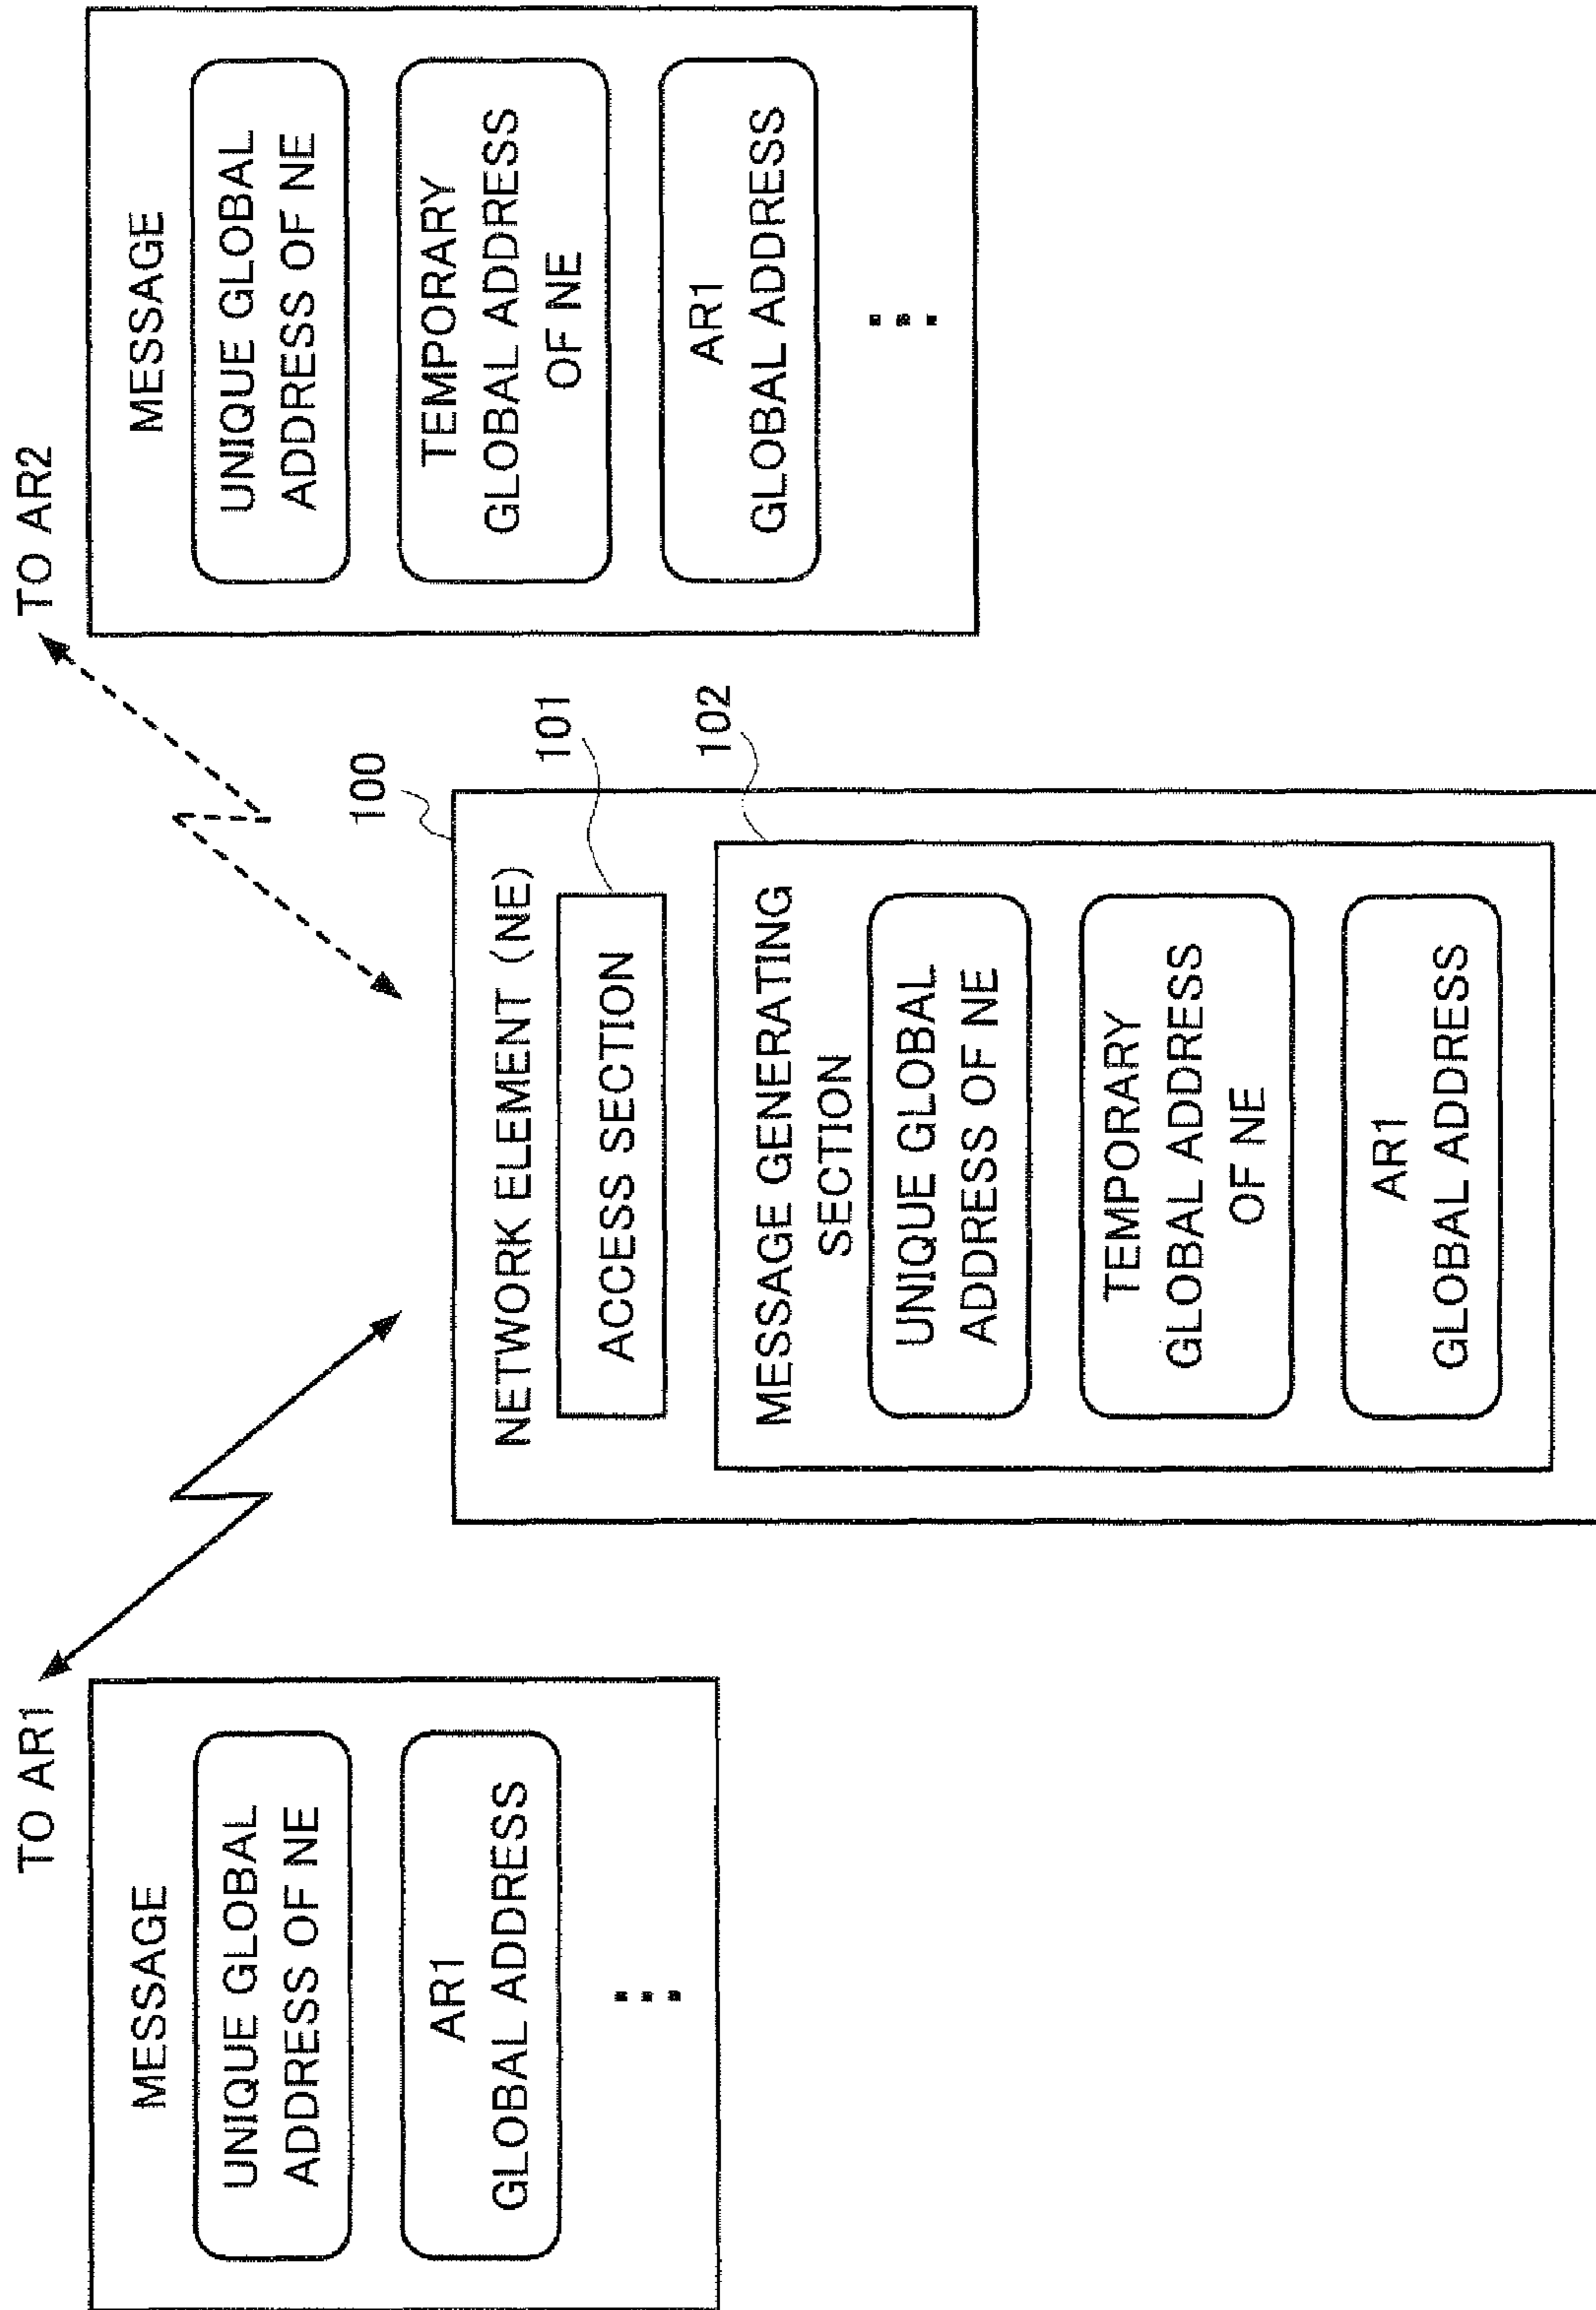 TO AR1
MESSAGE
UNIQUE GLOBAL
ADDRESS OF NE
AR1
GLOBAL ADDRESS
TO AR2
MESSAGE
UNIQUE GLOBAL
ADDRESS OF NE
TEMPORARY
GLOBAL ADDRESS
OF NE
AR1
GLOBAL ADDRESS
100
NETWORK ELEMENT (NE)
101
ACCESS SECTION
102
MESSAGE GENERATING
SECTION
UNIQUE GLOBAL
ADDRESS OF NE
TEMPORARY
GLOBAL ADDRESS
OF NE
AR1
GLOBAL ADDRESS